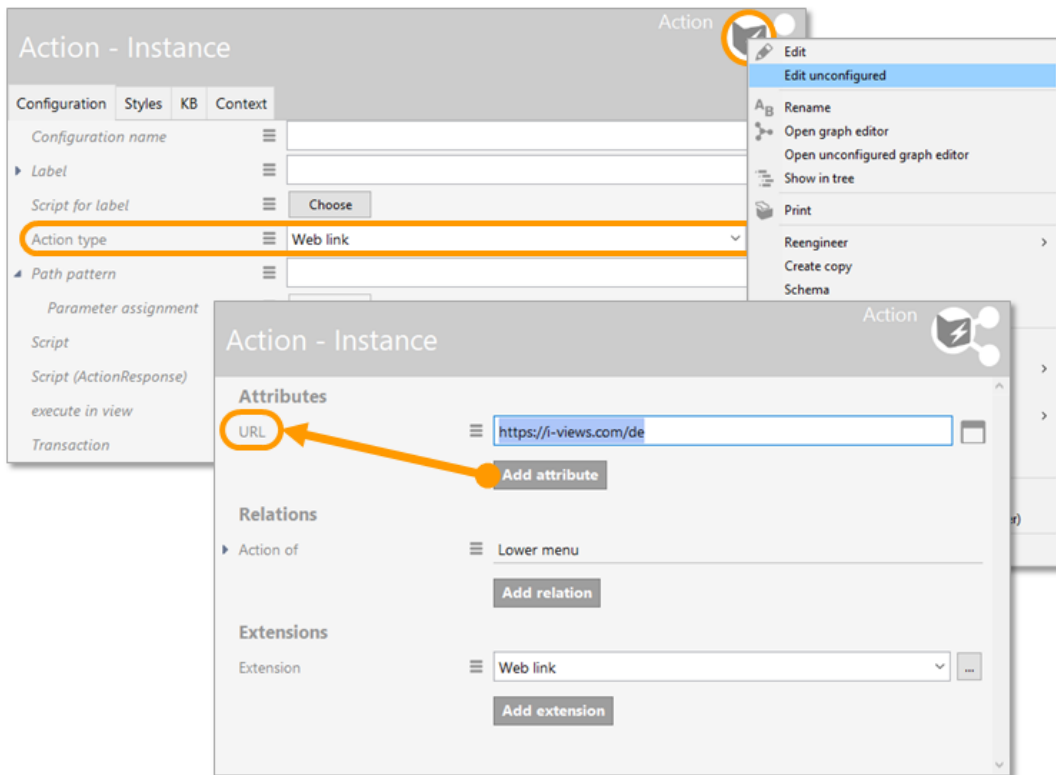 Action
Action - Instance
Configuration Styles KB Context
Configuration name
Label
Script for label Choose
Action type Web link
Path pattern
Parameter assignment
Script
Script (ActionResponse)
execute in view
Transaction
Edit
Edit unconfigured
AB Rename
Open graph editor
Open unconfigured graph editor
Show in tree
Print
Reengineer
Create copy
Schema
Action
Action - Instance
Attributes
URL https://i-views.com/de
Add attribute
Relations
Action of Lower menu
Add relation
Extensions
Extension Web link ...
Add extension